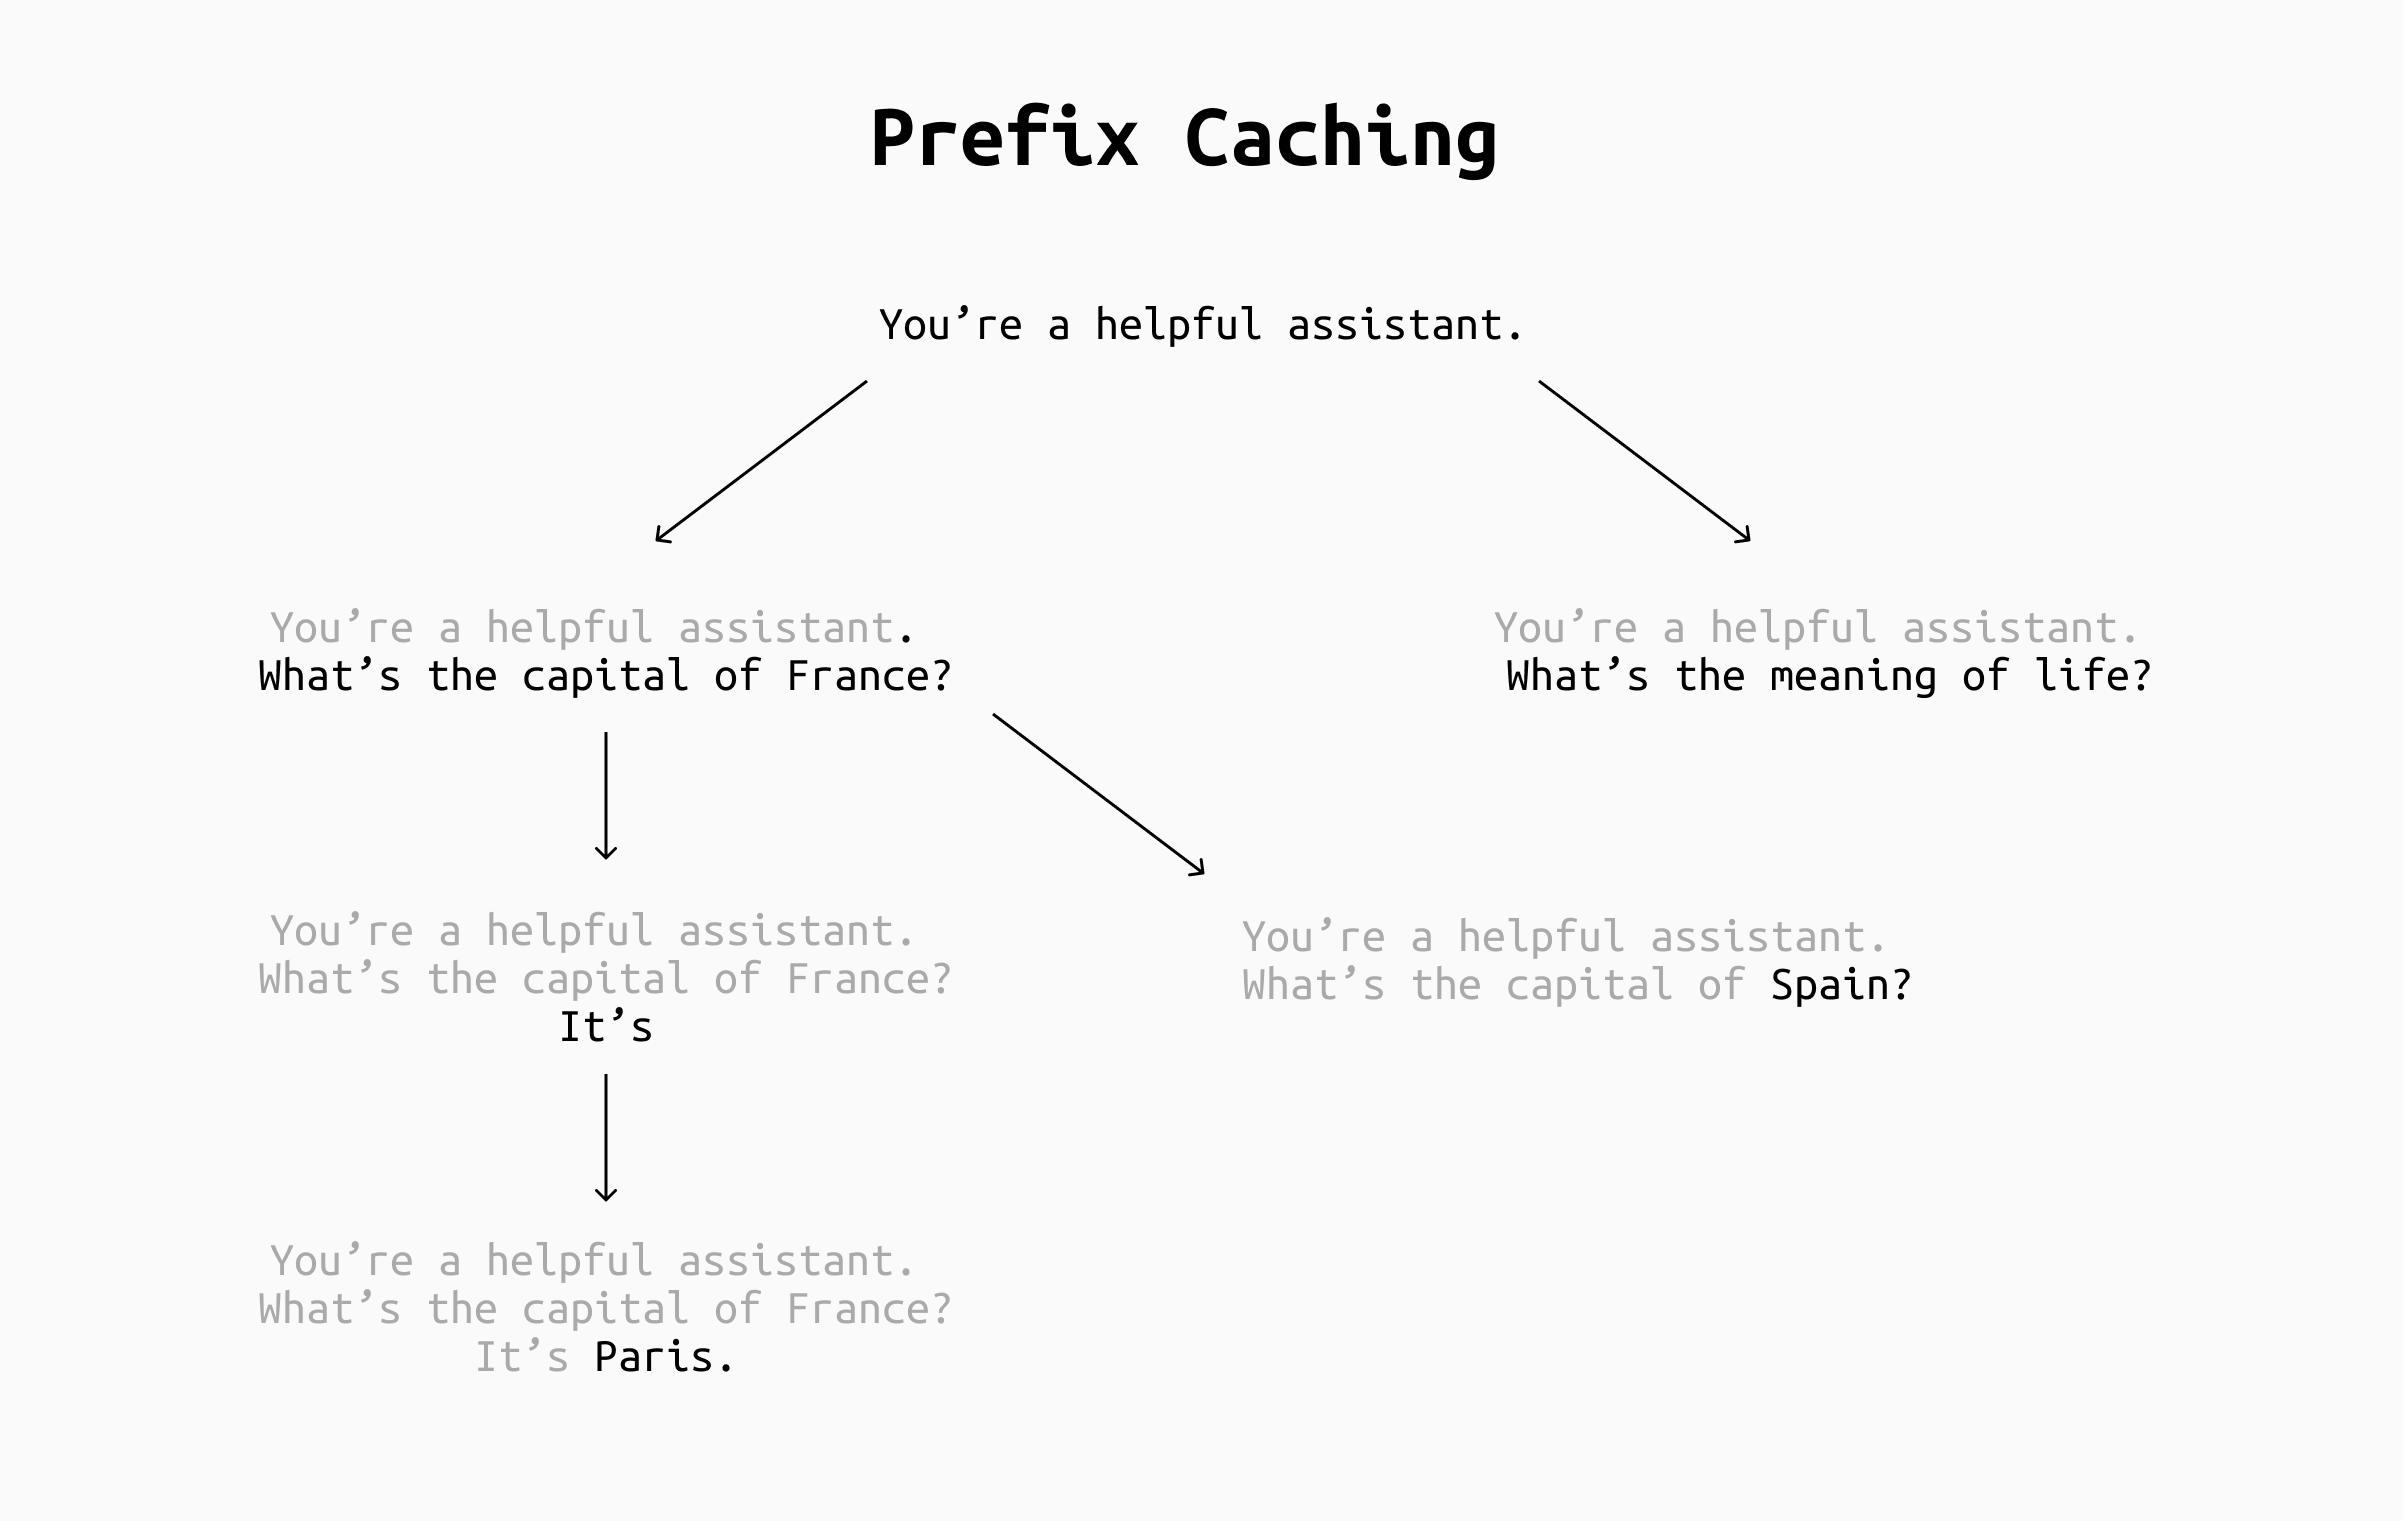 Prefix Caching
You’re a helpful assistant.
You’re a helpful assistant.
What’s the capital of France?
You’re a helpful assistant.
What’s the meaning of life?
You’re a helpful assistant.
What’s the capital of France?
It’s
You’re a helpful assistant.
What’s the capital of Spain?
You’re a helpful assistant.
What’s the capital of France?
It’s Paris.